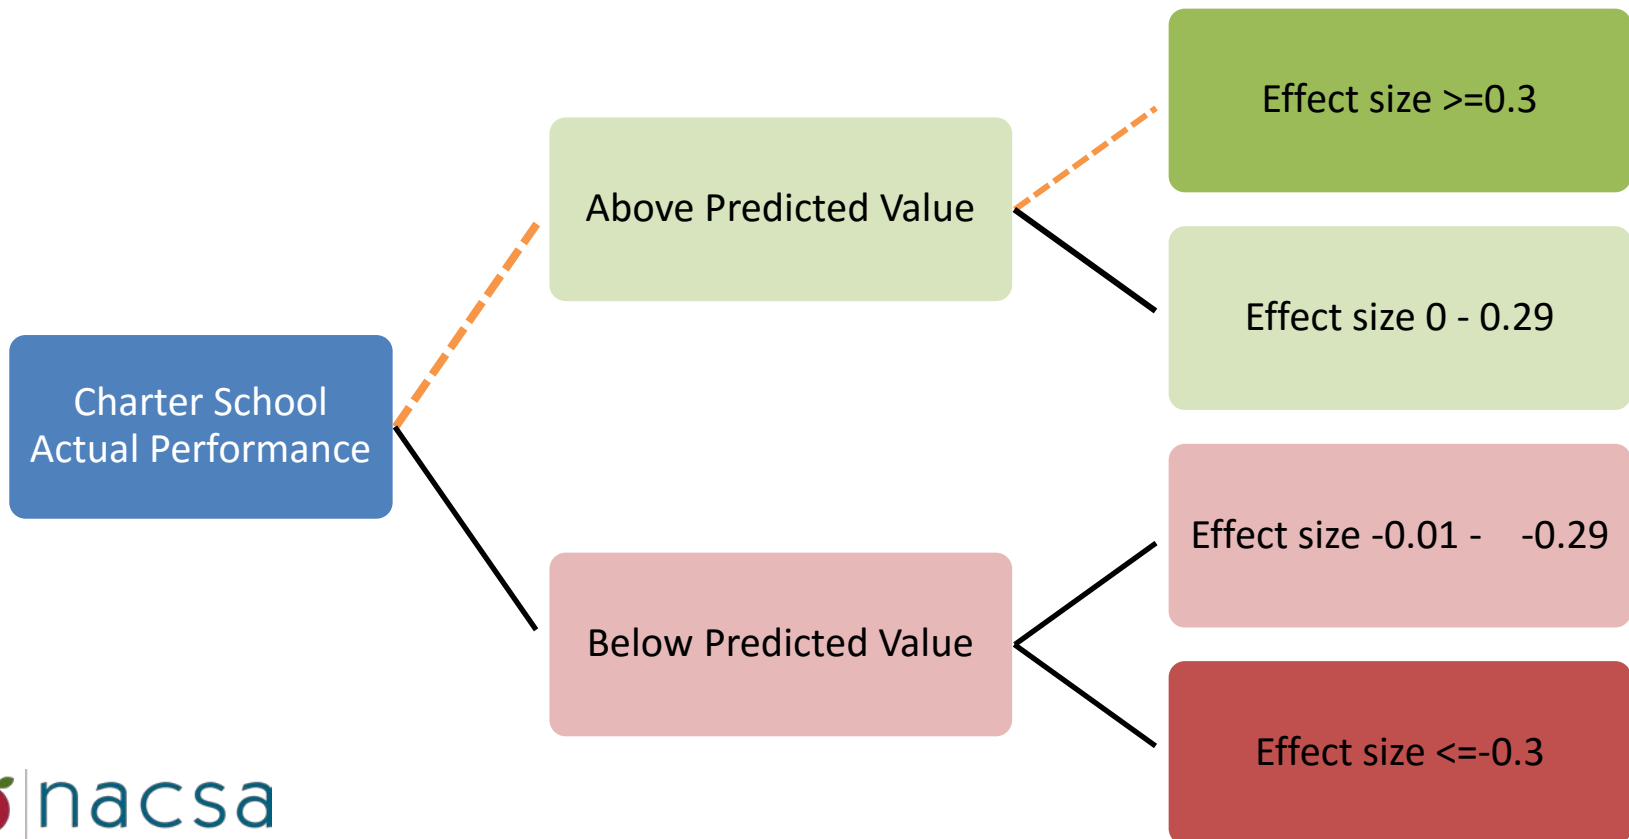 Effect size >=0.3
Above Predicted Value
Effect size 0 - 0.29
Charter School
Actual Performance
Effect size -0.01 - -0.29
Below Predicted Value
Effect size <=-0.3
nacsa